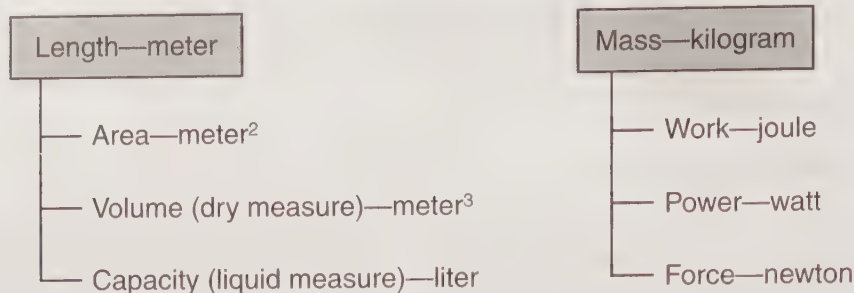 Length—meter
Area—meter²
Volume (dry measure)—meter³
Capacity (liquid measure)—liter
Mass—kilogram
Work—joule
Power—watt
Force—newton